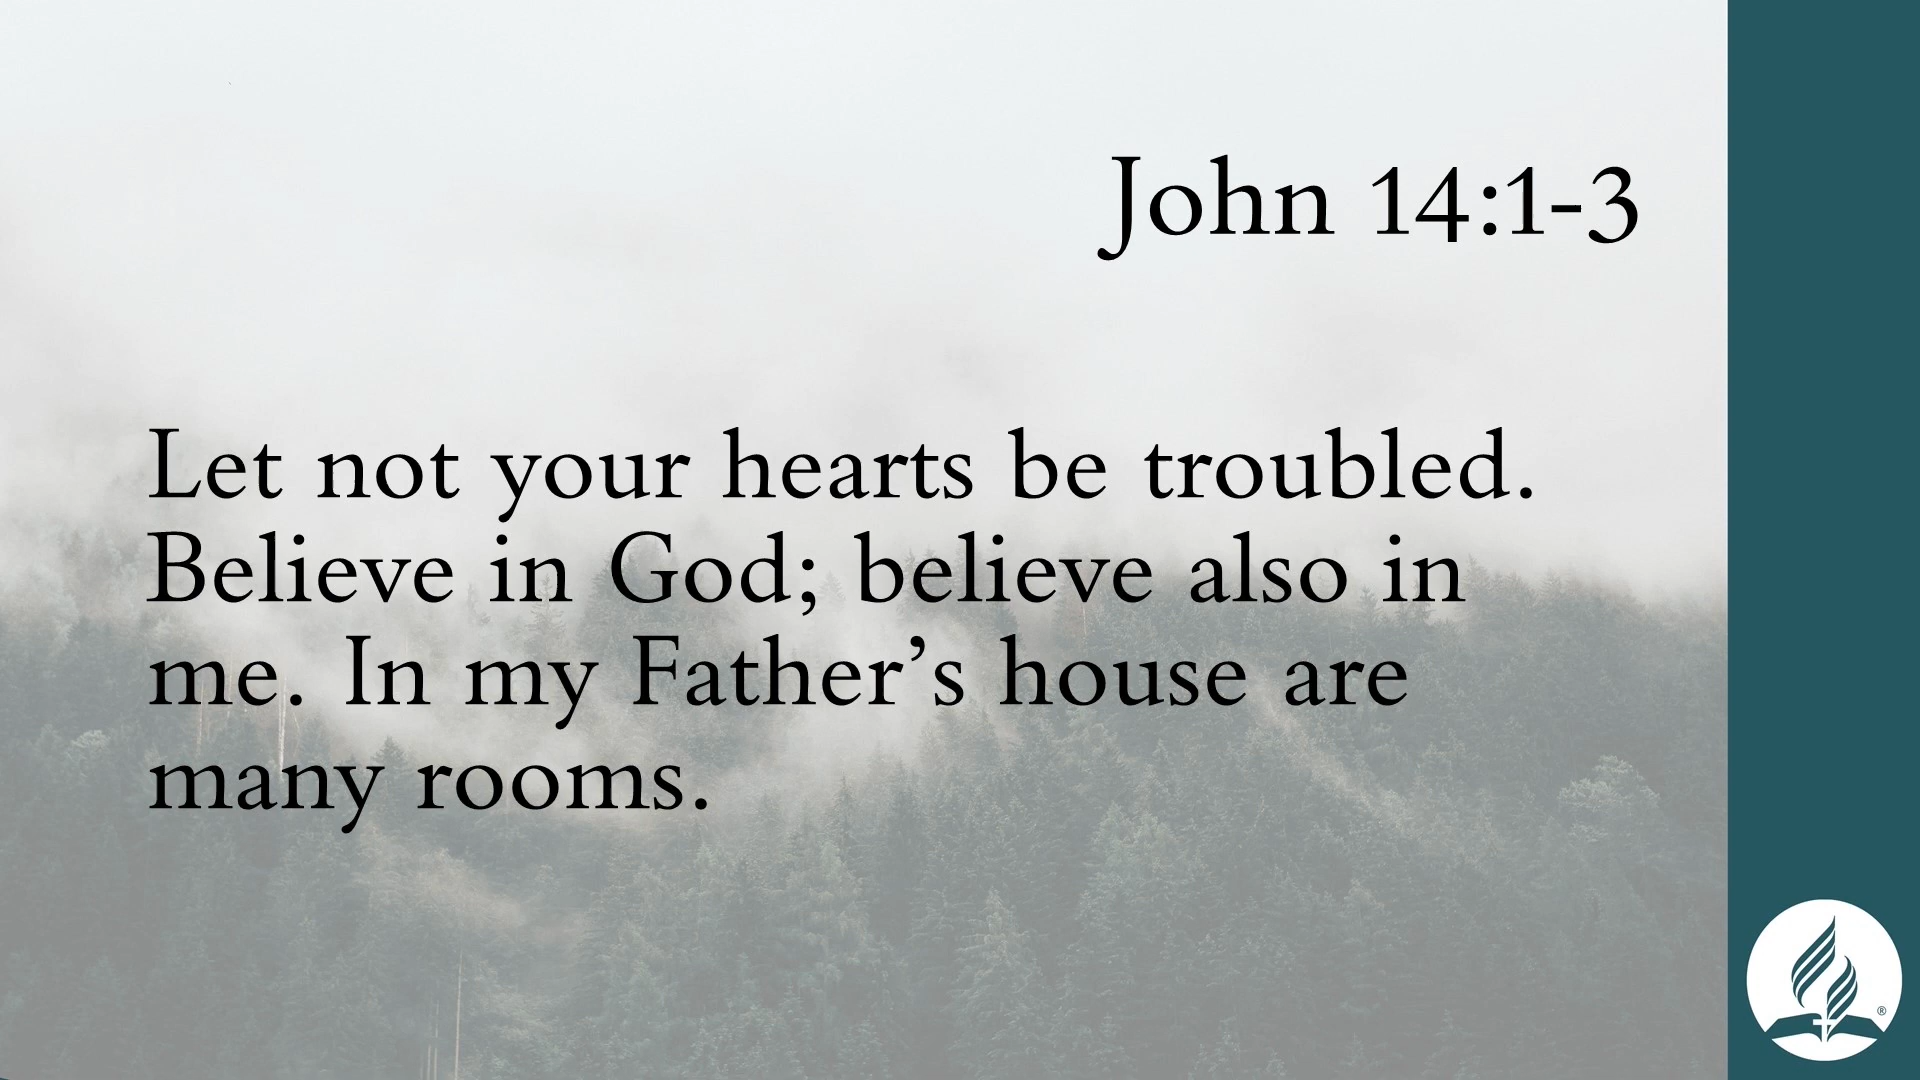 John 14:1-3
Let not your hearts be troubled.
Believe in God; believe also in
me. In my Father’s house are
many rooms.
®